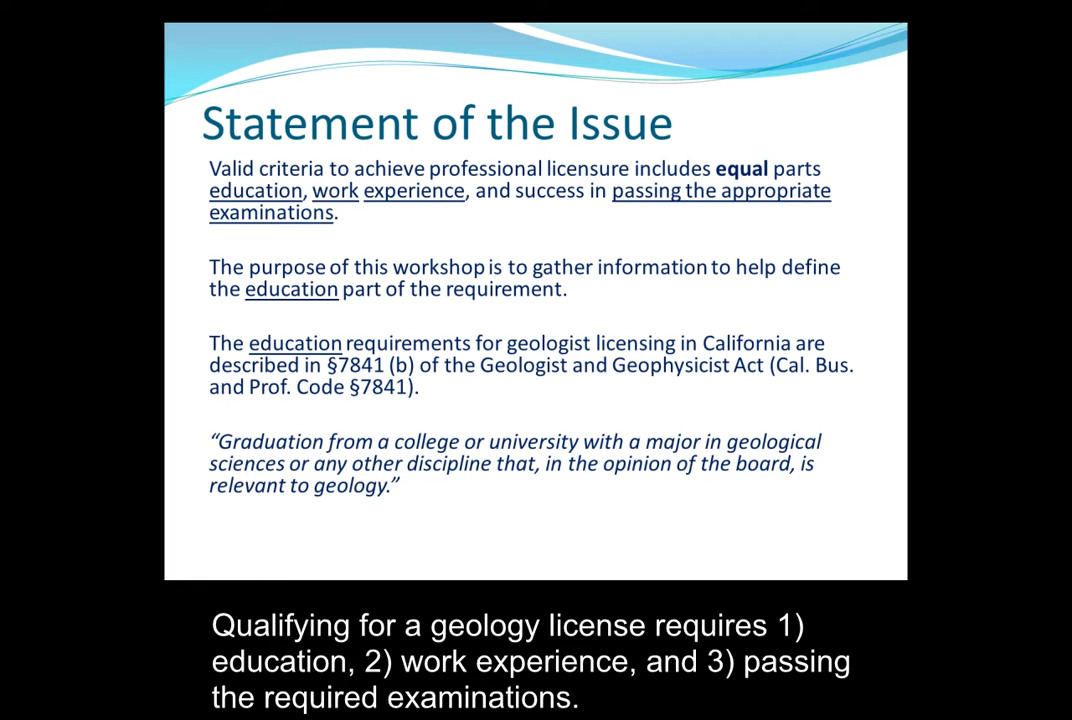 Statement of the Issue
Valid criteria to achieve professional licensure includes equal parts
education, work experience, and success in passing the appropriate
examinations.
The purpose of this workshop is to gather information to help define
the education part of the requirement.
The education requirements for geologist licensing in California are
described in §7841 (b) of the Geologist and Geophysicist Act (Cal. Bus.
and Prof. Code §7841).
“Graduation from a college or university with a major in geological
sciences or any other discipline that, in the opinion of the board, is
relevant to geology.”
Qualifying for a geology license requires 1)
education, 2) work experience, and 3) passing
the required examinations.